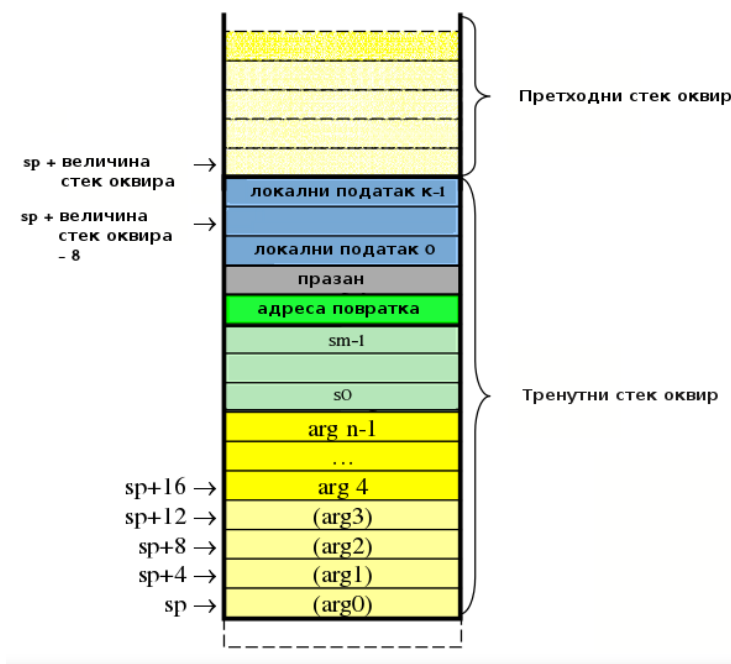 Претходни стек оквир
sp + величина
стек оквира
локални податак к-1
sp + величина
стек оквира
- 8
локални податак 0
празан
адреса повратка
sm-1
s0
Тренутни стек оквир
arg n-1
...
sp+16 → arg 4
sp+12 → (arg3)
sp+8 → (arg2)
sp+4 → (arg1)
sp → (arg0)